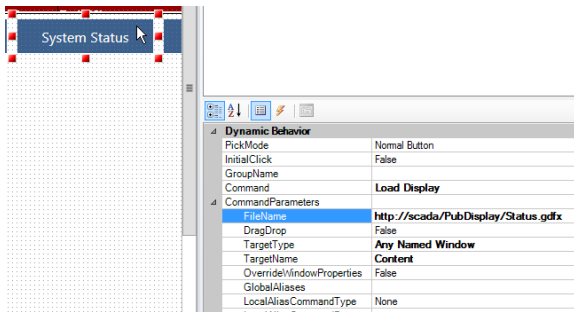 System Status
Dynamic Behavior
PickMode Normal Button
InitialClick False
GroupName
Command Load Display
CommandParameters
FileName http://scada/PubDisplay/Status.gdfx
DragDrop False
TargetType Any Named Window
TargetName Content
OverrideWindowProperties False
GlobalAliases
LocalAliasCommandType None